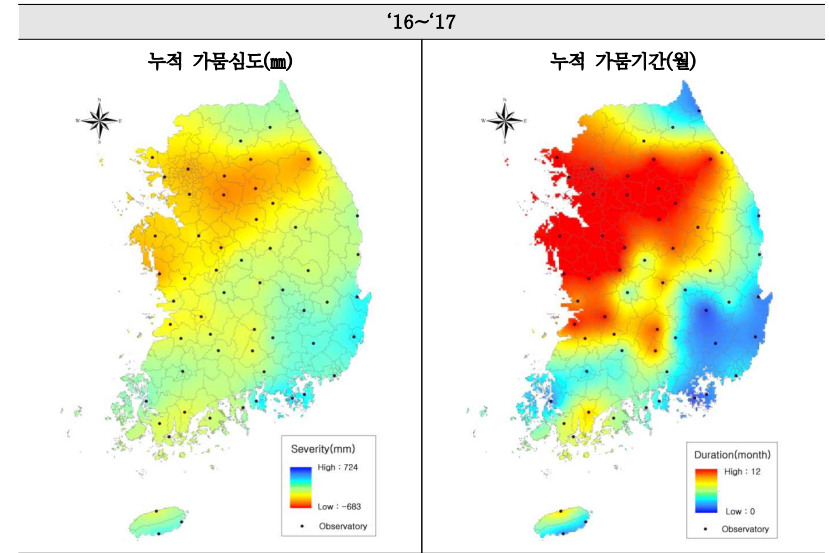 ‘16~‘17
누적 가뭄심도(㎜)
누적 가뭄기간(월)
N
W
E
S
N
W
E
S
Severity(mm)
High : 724
Low : -683
Observatory
Duration(month)
High : 12
Low : 0
Observatory